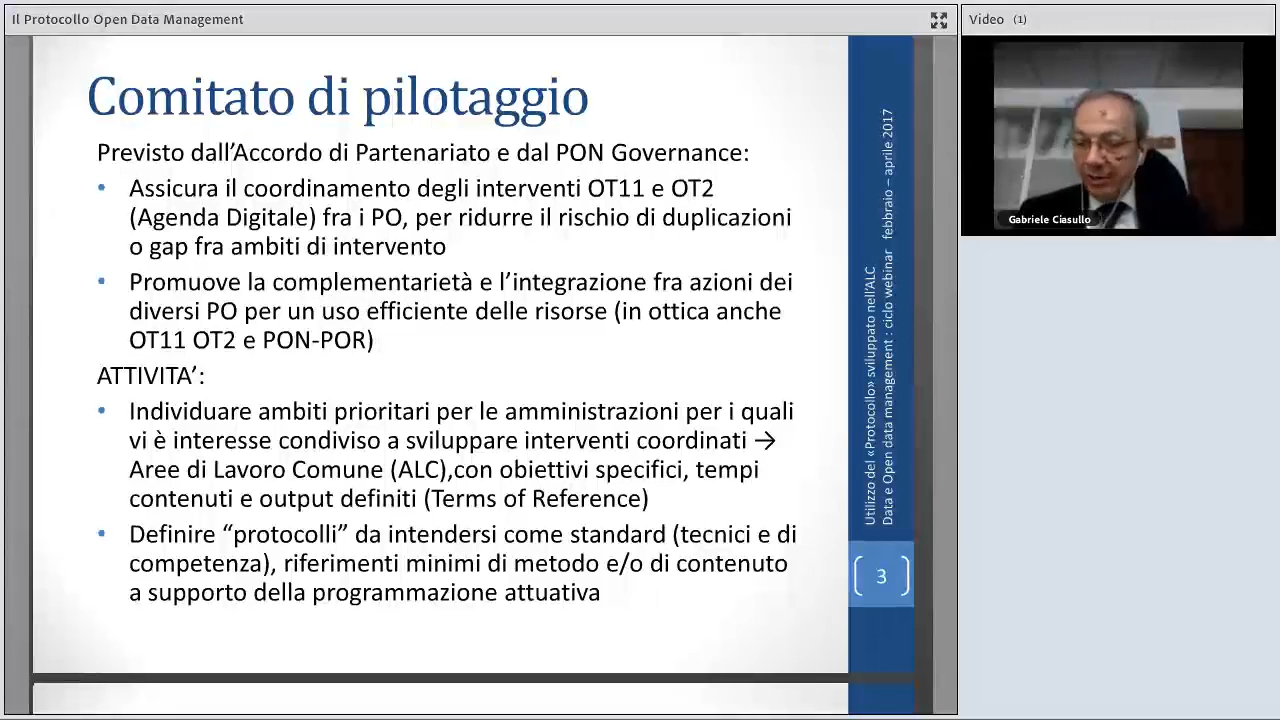 Il Protocollo Open Data Management
Comitato di pilotaggio
Previsto dall’Accordo di Partenariato e dal PON Governance:
• Assicura il coordinamento degli interventi OT11 e OT2
(Agenda Digitale) fra i PO, per ridurre il rischio di duplicazioni
o gap fra ambiti di intervento
• Promuove la complementarietà e l’integrazione fra azioni dei
diversi PO per un uso efficiente delle risorse (in ottica anche
OT11 OT2 e PON-POR)
ATTIVITA’:
• Individuare ambiti prioritari per le amministrazioni per i quali
vi è interesse condiviso a sviluppare interventi coordinati →
Aree di Lavoro Comune (ALC),con obiettivi specifici, tempi
contenuti e output definiti (Terms of Reference)
• Definire “protocolli” da intendersi come standard (tecnici e di
competenza), riferimenti minimi di metodo e/o di contenuto
a supporto della programmazione attuativa
Utilizzo del «Protocollo» sviluppato nell’ALC
Data e Open data management : ciclo webinar febbraio – aprile 2017
3
Video (1)
Gabriele Ciasullo